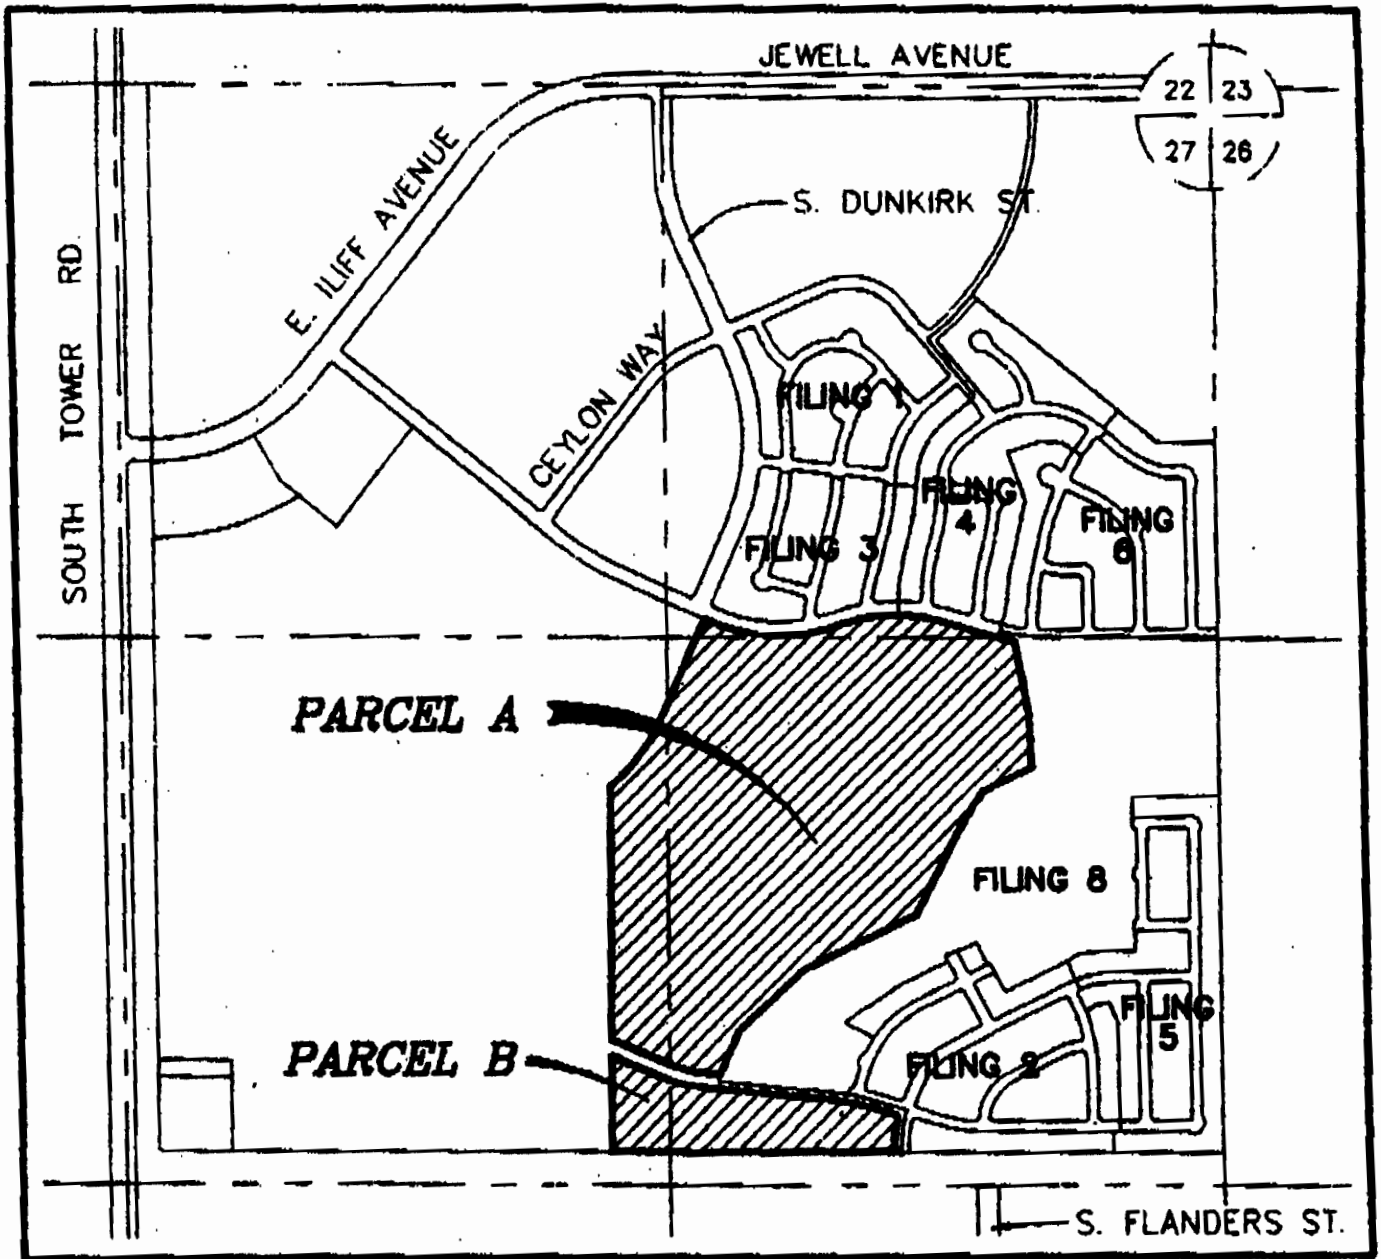 JEWELL AVENUE
22 23
27 26
E. ILIFF AVENUE
S. DUNKIRK ST.
SOUTH TOWER RD.
CEYLON WAY
FILING 1
FILING
4
FILING
6
FILING 3
PARCEL A
FILING 8
FILING
5
PARCEL B
FILING 2
S. FLANDERS ST.